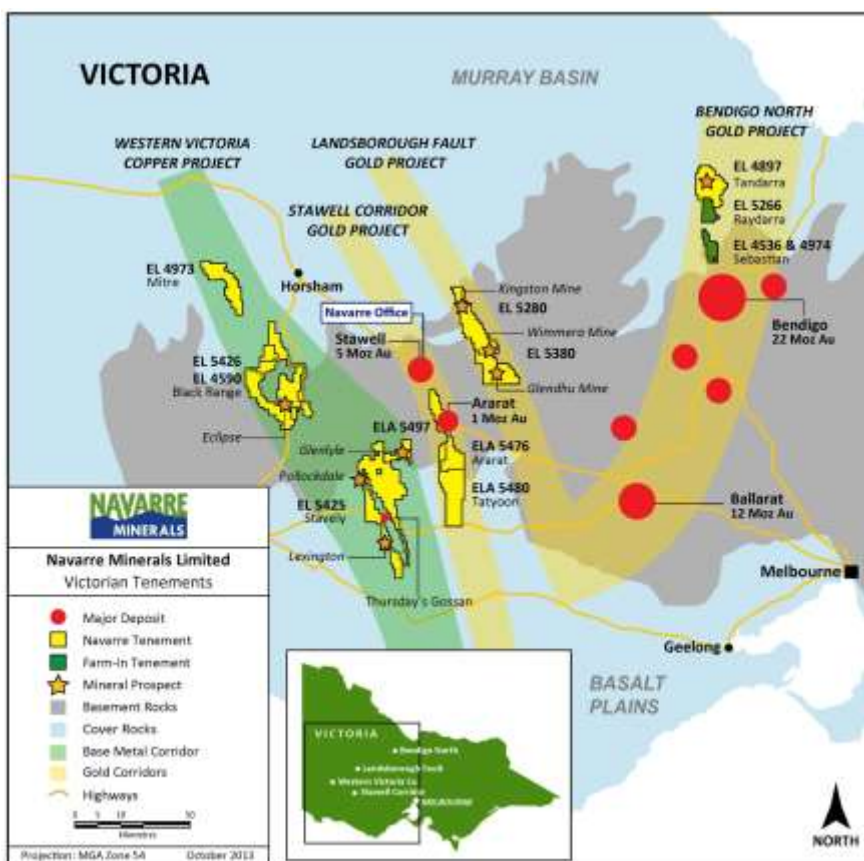 VICTORIA
MURRAY BASIN
BENDIGO NORTH
GOLD PROJECT
WESTERN VICTORIA
COPPER PROJECT
LANDSBOROUGH FAULT
GOLD PROJECT
STAWELL CORRIDOR
GOLD PROJECT
EL 4897
Tandarra
EL 5266
Raydarra
EL 4536 & 4974
Sebastian
EL 4973
Mitre
Horsham
Kingston Mine
EL 5280
Navarre Office
Stawell
5 Moz Au
Wimmera Mine
EL 5380
Glendhu Mine
Bendigo
22 Moz Au
EL 5426
EL 4590
Black Range
Eclipse
Ararat
1 Moz Au
ELA 5497
Glenlyle
ELA 5476
Ararat
Pollockdale
ELA 5480
Tatyoon
EL 5425
Stavely
Ballarat
12 Moz Au
Lexington
Thursday's Gossan
Melbourne
Geelong
BASALT
PLAINS
NAVARRE
MINERALS
Navarre Minerals Limited
Victorian Tenements
Major Deposit
Navarre Tenement
Farm-In Tenement
Mineral Prospect
Basement Rocks
Cover Rocks
Base Metal Corridor
Gold Corridors
Highways
0 5 10 50
Kilometres
Projection: MGA Zone 54 October 2013
VICTORIA
Bendigo North
Landsborough Fault
Western Victoria Cu
Stawell Corridor
MELBOURNE
NORTH